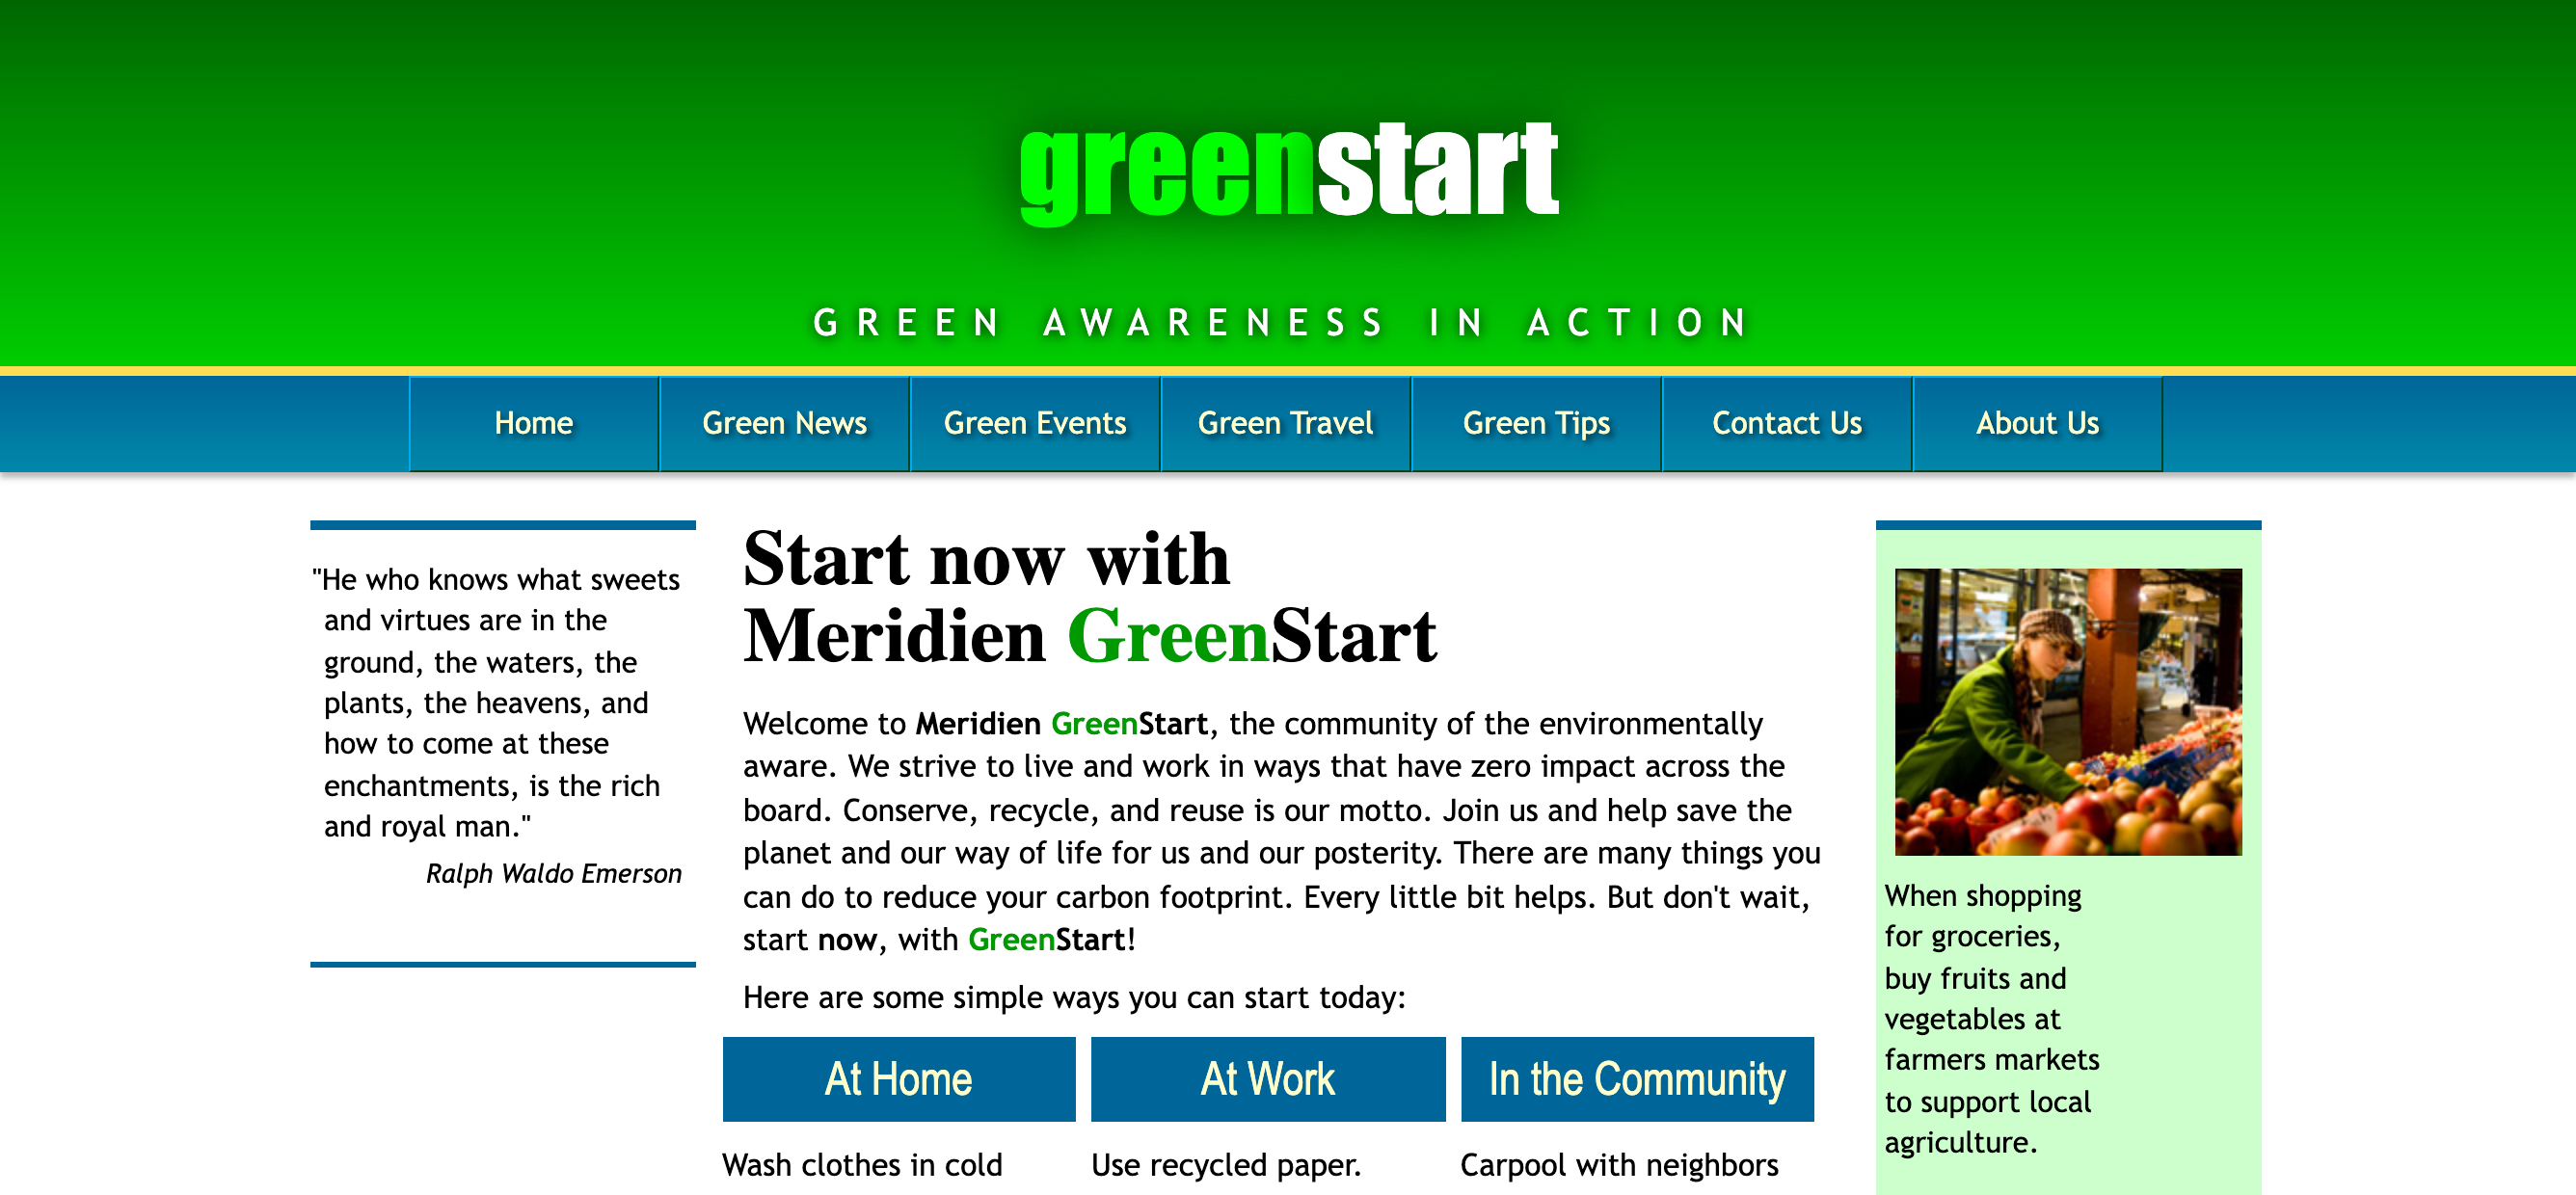 greenstart
GREEN AWARENESS IN ACTION
Home Green News Green Events Green Travel Green Tips Contact Us About Us
"He who knows what sweets
and virtues are in the
ground, the waters, the
plants, the heavens, and
how to come at these
enchantments, is the rich
and royal man."
Ralph Waldo Emerson
Start now with
Meridien GreenStart
Welcome to Meridien GreenStart, the community of the environmentally
aware. We strive to live and work in ways that have zero impact across the
board. Conserve, recycle, and reuse is our motto. Join us and help save the
planet and our way of life for us and our posterity. There are many things you
can do to reduce your carbon footprint. Every little bit helps. But don't wait,
start now, with GreenStart!
Here are some simple ways you can start today:
At Home At Work In the Community
Wash clothes in cold Use recycled paper. Carpool with neighbors
When shopping
for groceries,
buy fruits and
vegetables at
farmers markets
to support local
agriculture.